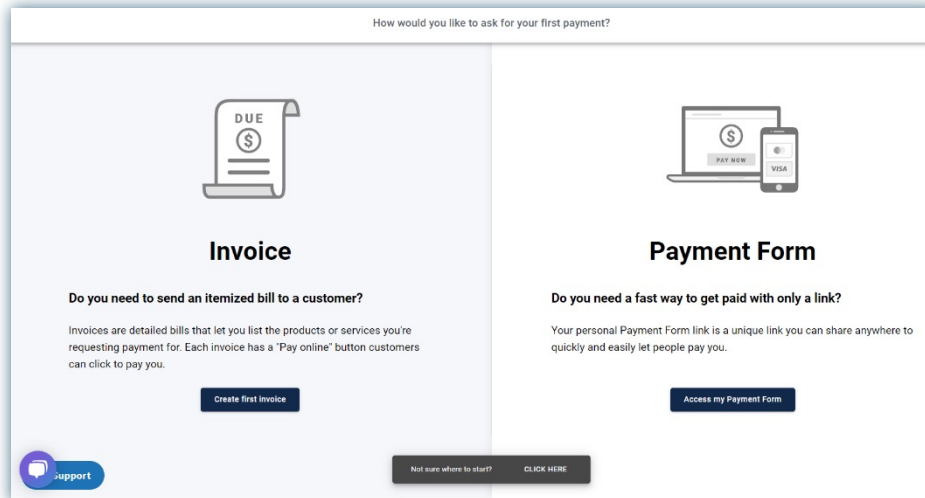 How would you like to ask for your first payment?
DUE
$
Invoice
Do you need to send an itemized bill to a customer?
Invoices are detailed bills that let you list the products or services you're
requesting payment for. Each invoice has a "Pay online" button customers
can click to pay you.
Create first invoice
$
PAY NOW
VISA
Payment Form
Do you need a fast way to get paid with only a link?
Your personal Payment Form link is a unique link you can share anywhere to
quickly and easily let people pay you.
Access my Payment Form
Support
Not sure where to start? CLICK HERE